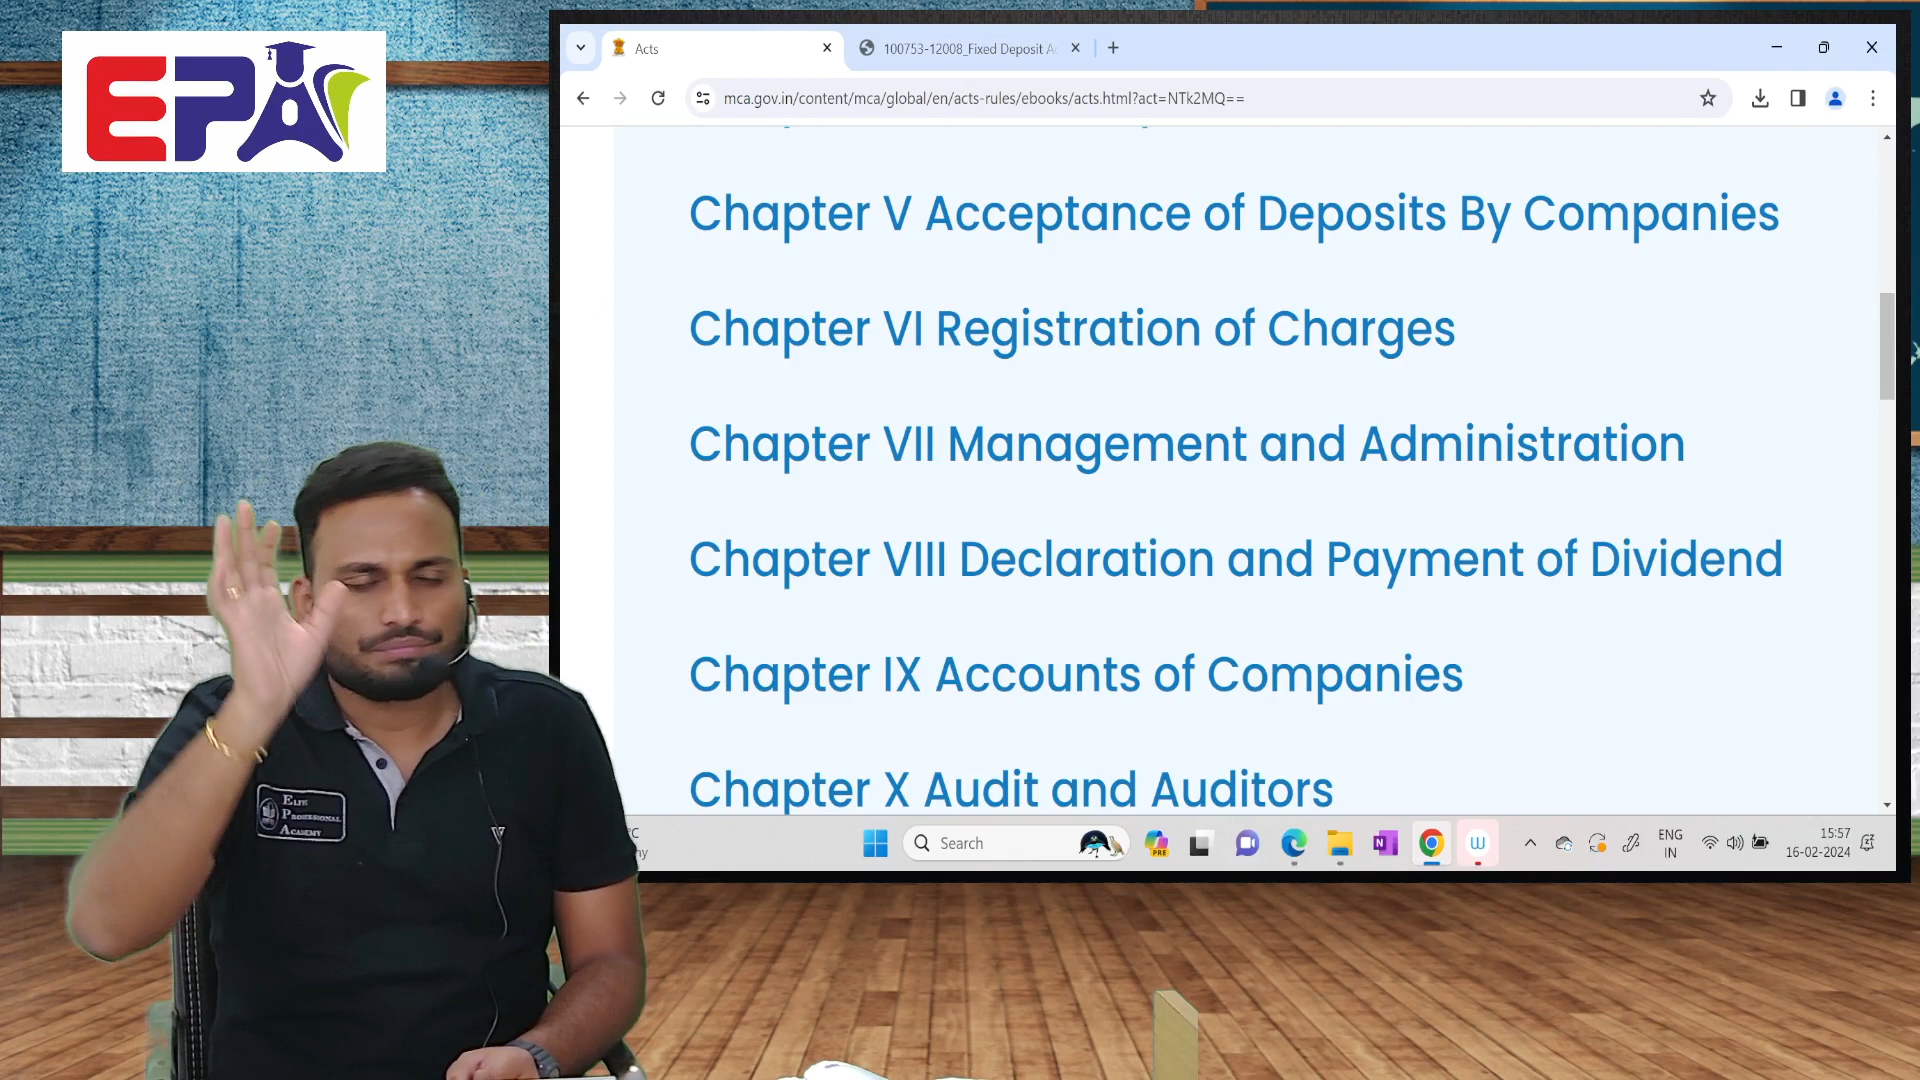 EPA
Acts
100753-12008_Fixed Deposit Ac
mca.gov.in/content/mca/global/en/acts-rules/ebooks/acts.html?act=NTk2MQ==
Chapter V Acceptance of Deposits By Companies
Chapter VI Registration of Charges
Chapter VII Management and Administration
Chapter VIII Declaration and Payment of Dividend
Chapter IX Accounts of Companies
Chapter X Audit and Auditors
ELITE
PROFESSIONAL
ACADEMY
Search
PRE
N
W
ENG
IN
15:57
16-02-2024